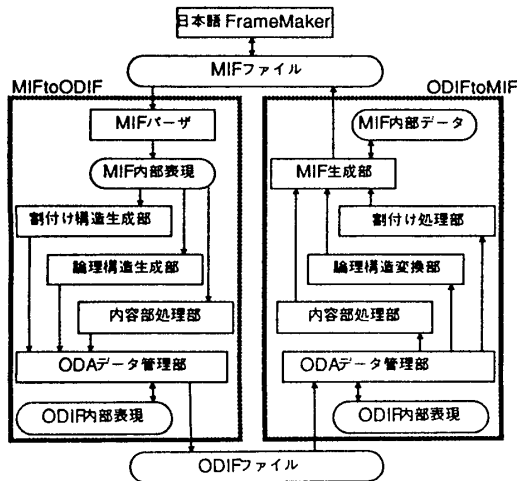 日本語 FrameMaker
MIFファイル
MIFtoODIF
MIFパーザ
MIF内部表現
割付け構造生成部
論理構造生成部
内容部処理部
ODAデータ管理部
ODIF内部表現
ODIFtoMIF
MIF内部データ
MIF生成部
割付け処理部
論理構造変換部
内容部処理部
ODAデータ管理部
ODIF内部表現
ODIFファイル